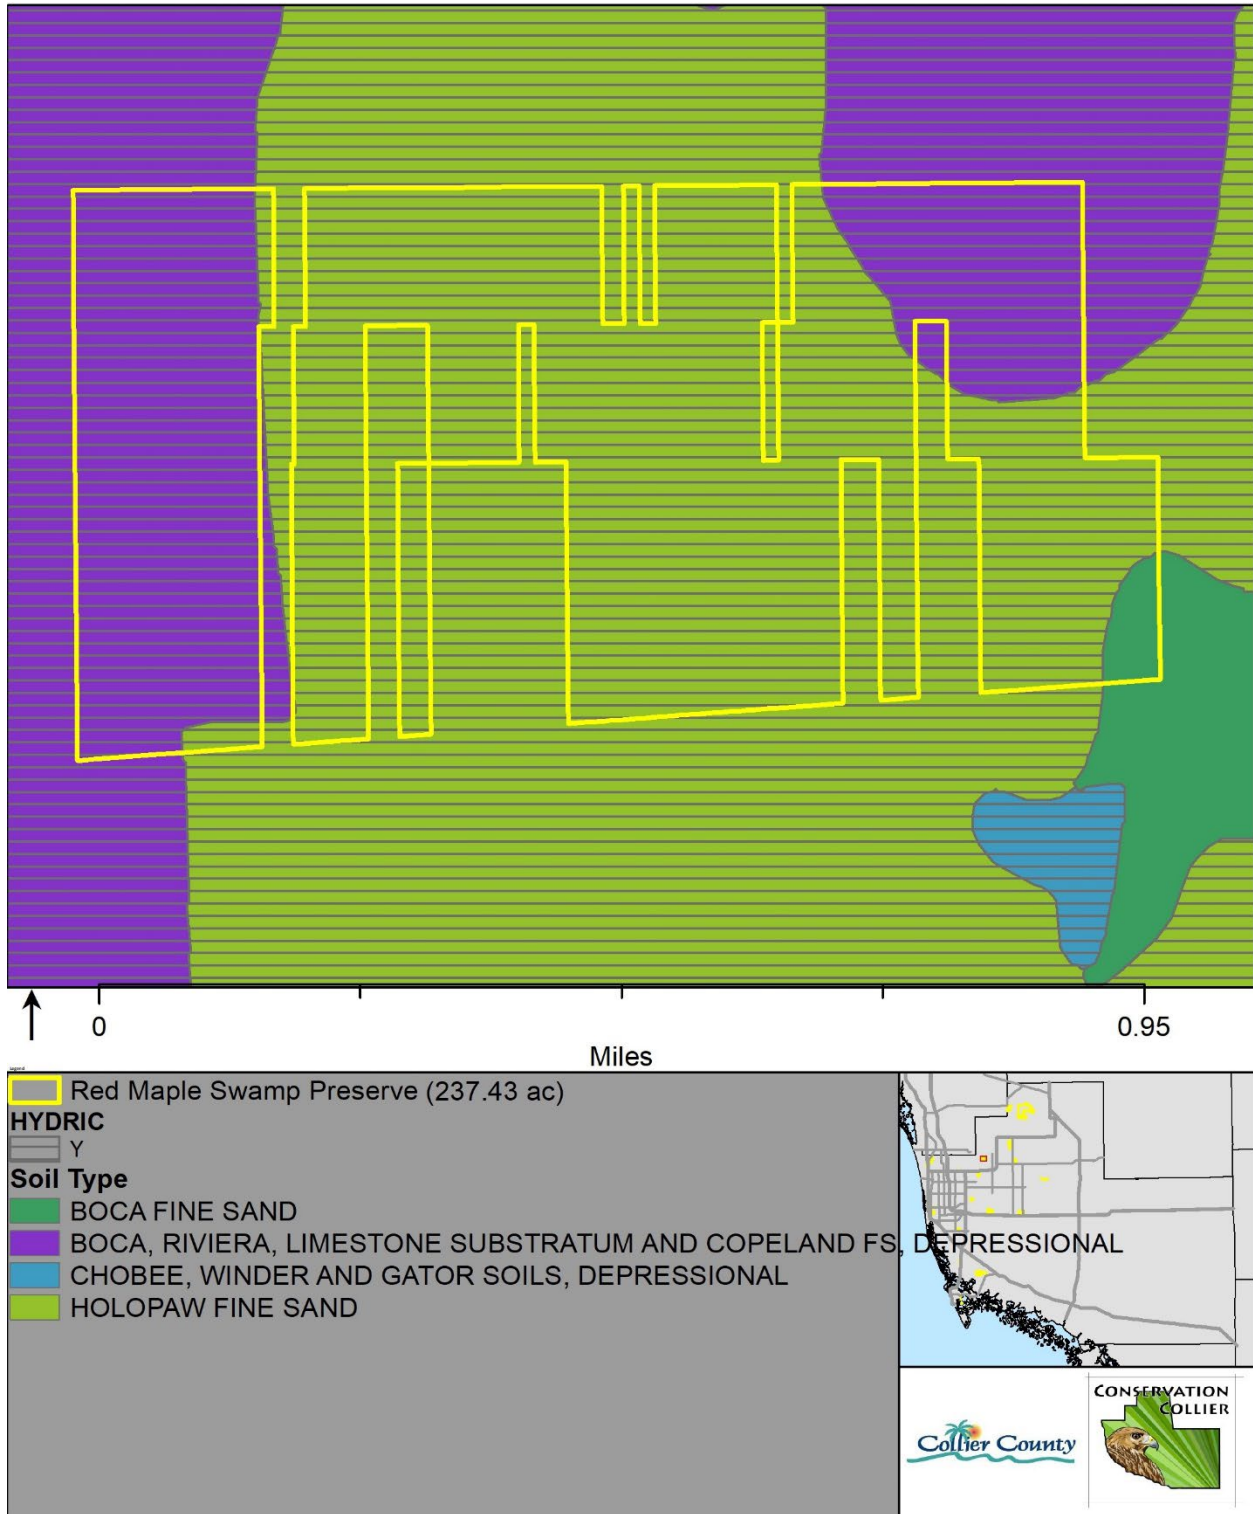 0
0.95
Miles
Legend
Red Maple Swamp Preserve (237.43 ac)
HYDRIC
Y
Soil Type
BOCA FINE SAND
BOCA, RIVIERA, LIMESTONE SUBSTRATUM AND COPELAND FS, DEPRESSIONAL
CHOBEE, WINDER AND GATOR SOILS, DEPRESSIONAL
HOLOPAW FINE SAND
Collier County
CONSERVATION
COLLIER